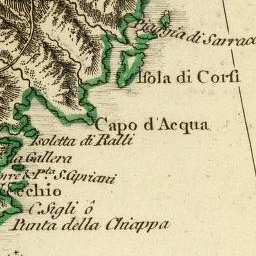 Piaggia di Sarraco
Isola di Corsi
Capo d'Acqua
Isoletta di Ralli
la Gallera
Torre & P.ta S. Cipriani
Vecchio
C. Sigli ô
Punta della Chiappa